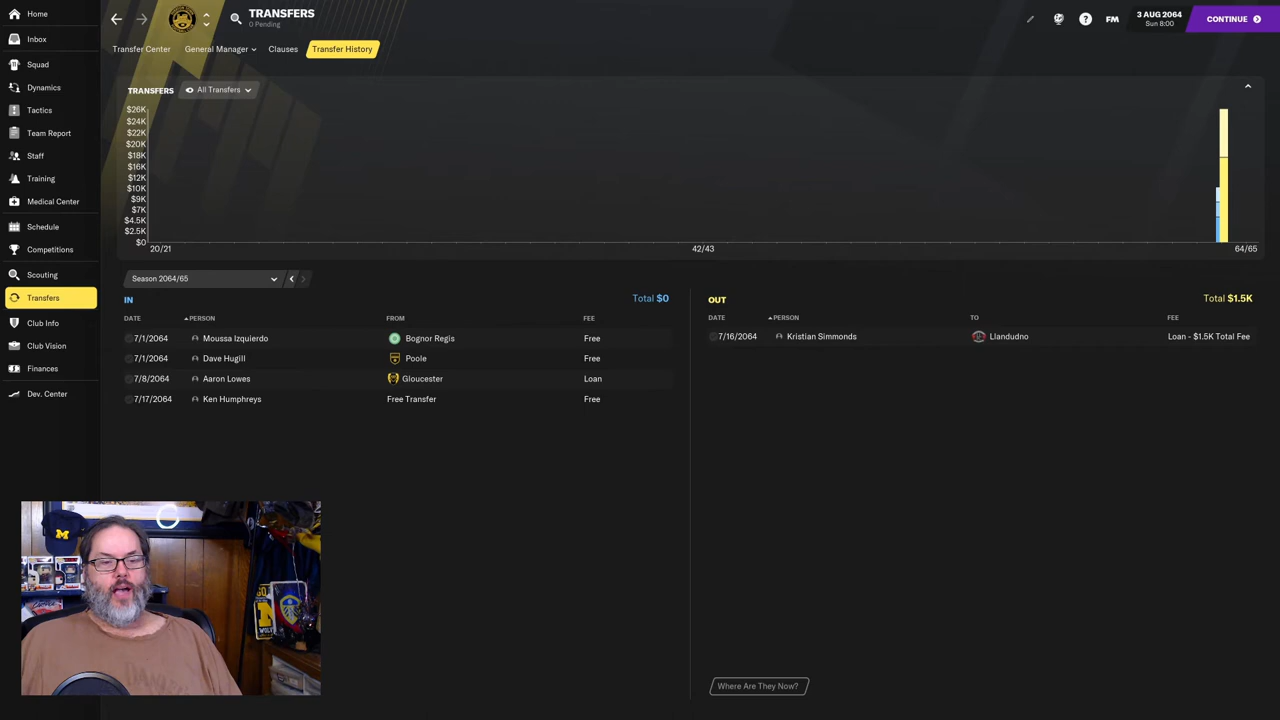 Home
Inbox
Squad
Dynamics
Tactics
Team Report
Staff
Training
Medical Center
Schedule
Competitions
Scouting
Transfers
Club Info
Club Vision
Finances
Dev. Center
TRANSFERS
0 Pending
FM
3 AUG 2064
Sun 8:00
CONTINUE
Transfer Center General Manager Clauses Transfer History
TRANSFERS All Transfers
$26K
$24K
$22K
$20K
$18K
$16K
$12K
$10K
$9K
$7K
$4.5K
$2.5K
$0
20/21 42/43 64/65
Season 2064/65
IN Total $0
DATE PERSON FROM FEE
7/1/2064 Moussa Izquierdo Bognor Regis Free
7/1/2064 Dave Hugill Poole Free
7/8/2064 Aaron Lowes Gloucester Loan
7/17/2064 Ken Humphreys Free Transfer Free
OUT Total $1.5K
DATE PERSON TO FEE
7/16/2064 Kristian Simmonds Llandudno Loan - $1.5K Total Fee
Where Are They Now?
M